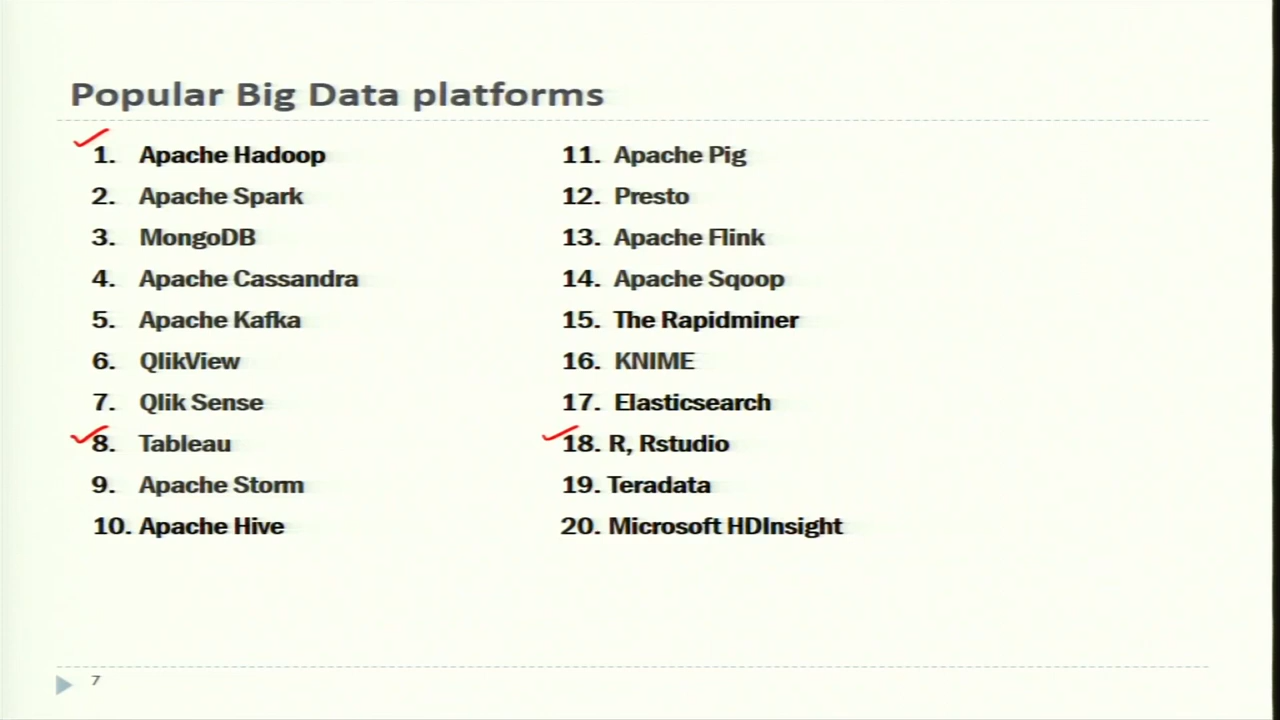 Popular Big Data platforms
1. Apache Hadoop
2. Apache Spark
3. MongoDB
4. Apache Cassandra
5. Apache Kafka
6. QlikView
7. Qlik Sense
8. Tableau
9. Apache Storm
10. Apache Hive
11. Apache Pig
12. Presto
13. Apache Flink
14. Apache Sqoop
15. The Rapidminer
16. KNIME
17. Elasticsearch
18. R, Rstudio
19. Teradata
20. Microsoft HDInsight
7